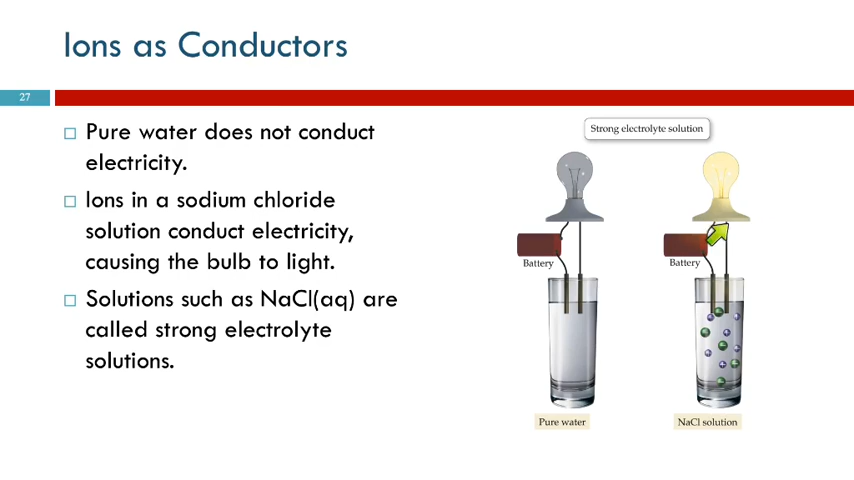 Ions as Conductors
27
Pure water does not conduct
electricity.
Ions in a sodium chloride
solution conduct electricity,
causing the bulb to light.
Solutions such as NaCl(aq) are
called strong electrolyte
solutions.
Strong electrolyte solution
Battery
Battery
Pure water
NaCl solution